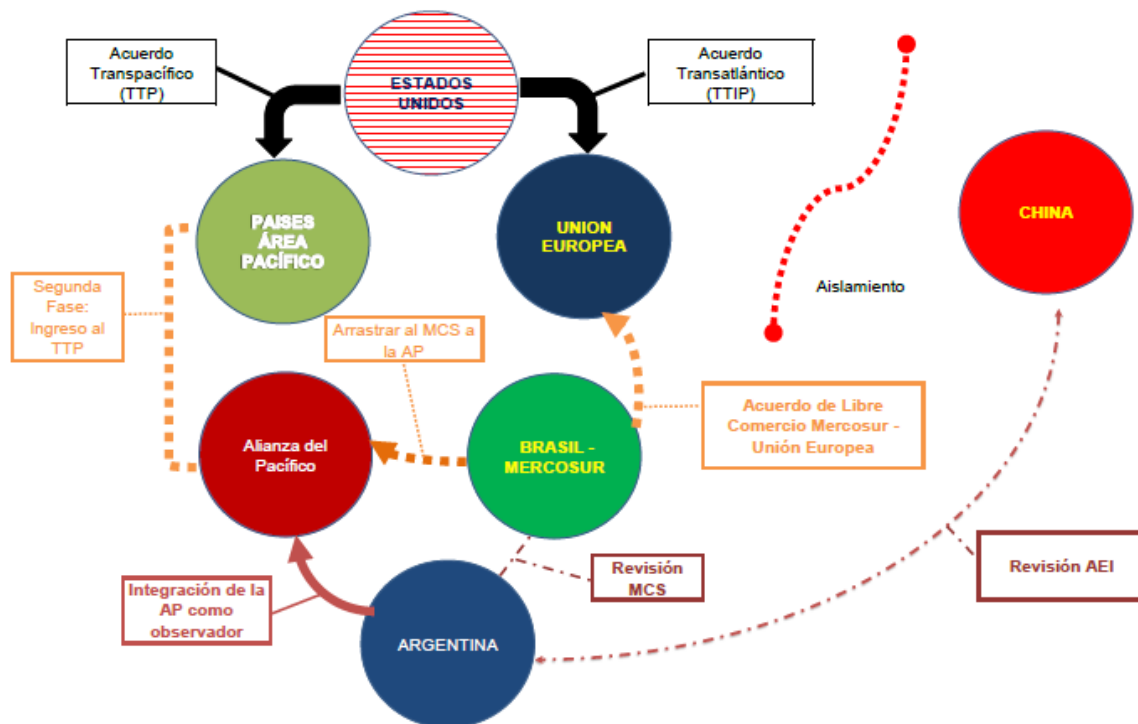 Acuerdo
Transpacífico
(TTP)
ESTADOS
UNIDOS
Acuerdo
Transatlántico
(TTIP)
PAISES
ÁREA
PACÍFICO
UNION
EUROPEA
CHINA
Segunda
Fase:
Ingreso al
TTP
Aislamiento
Arrastrar al MCS a
la AP
Alianza del
Pacífico
BRASIL -
MERCOSUR
Acuerdo de Libre
Comercio Mercosur -
Unión Europea
Integración de la
AP como
observador
Revisión
MCS
Revisión AEI
ARGENTINA